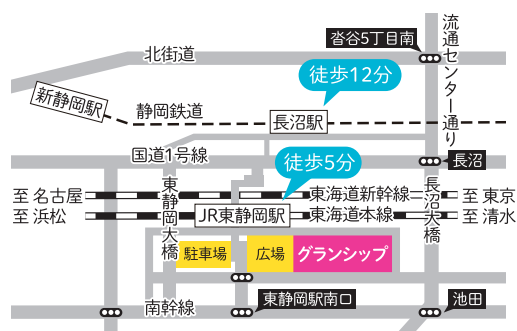 沓谷5丁目南
流通センター通り
北街道
徒歩12分
新静岡駅
静岡鉄道
長沼駅
国道1号線
徒歩5分
長沼
至 名古屋
東海道新幹線
至 東京
至 浜松
JR東静岡駅
東海道本線
至 清水
東静岡大橋
長沼大橋
駐車場
広場
グランシップ
南幹線
東静岡駅南口
池田